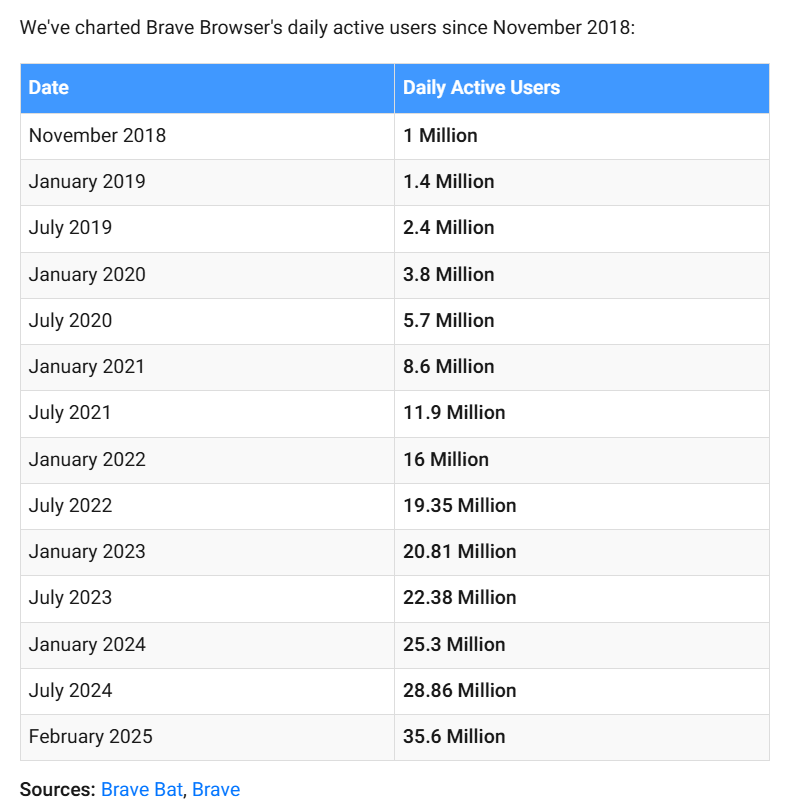 We've charted Brave Browser's daily active users since November 2018:
Date Daily Active Users
November 2018 1 Million
January 2019 1.4 Million
July 2019 2.4 Million
January 2020 3.8 Million
July 2020 5.7 Million
January 2021 8.6 Million
July 2021 11.9 Million
January 2022 16 Million
July 2022 19.35 Million
January 2023 20.81 Million
July 2023 22.38 Million
January 2024 25.3 Million
July 2024 28.86 Million
February 2025 35.6 Million
Sources: Brave Bat, Brave